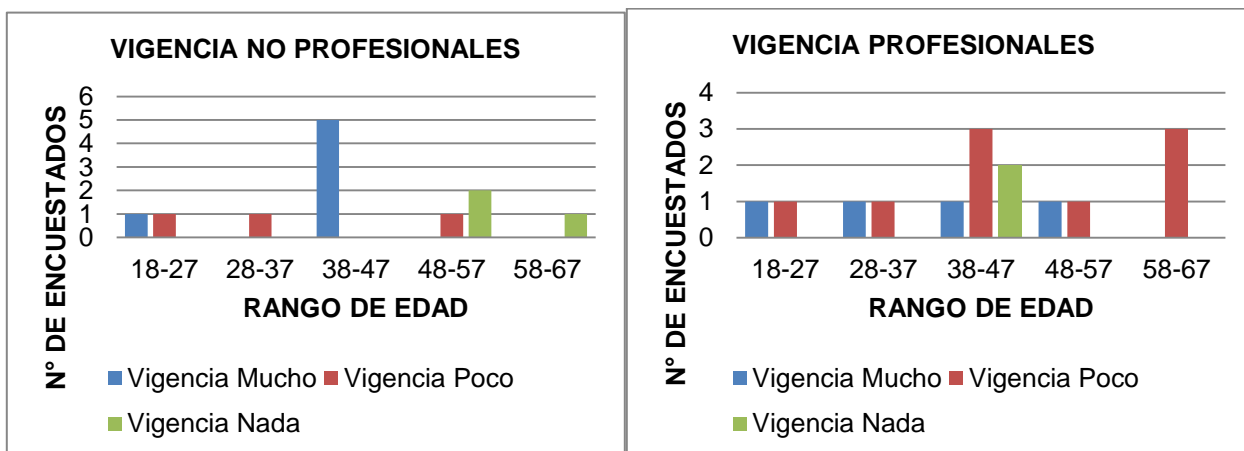 VIGENCIA NO PROFESIONALES
N° DE ENCUESTADOS
6
5
4
3
2
1
0
18-27 28-37 38-47 48-57 58-67
RANGO DE EDAD
Vigencia Mucho Vigencia Poco
Vigencia Nada
VIGENCIA PROFESIONALES
N° DE ENCUESTADOS
4
3
2
1
0
18-27 28-37 38-47 48-57 58-67
RANGO DE EDAD
Vigencia Mucho Vigencia Poco
Vigencia Nada